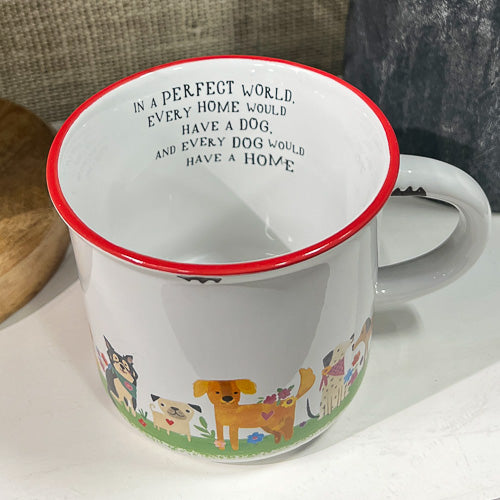 IN A PERFECT WORLD,
EVERY HOME WOULD
HAVE A DOG,
AND EVERY DOG WOULD
HAVE A HOME